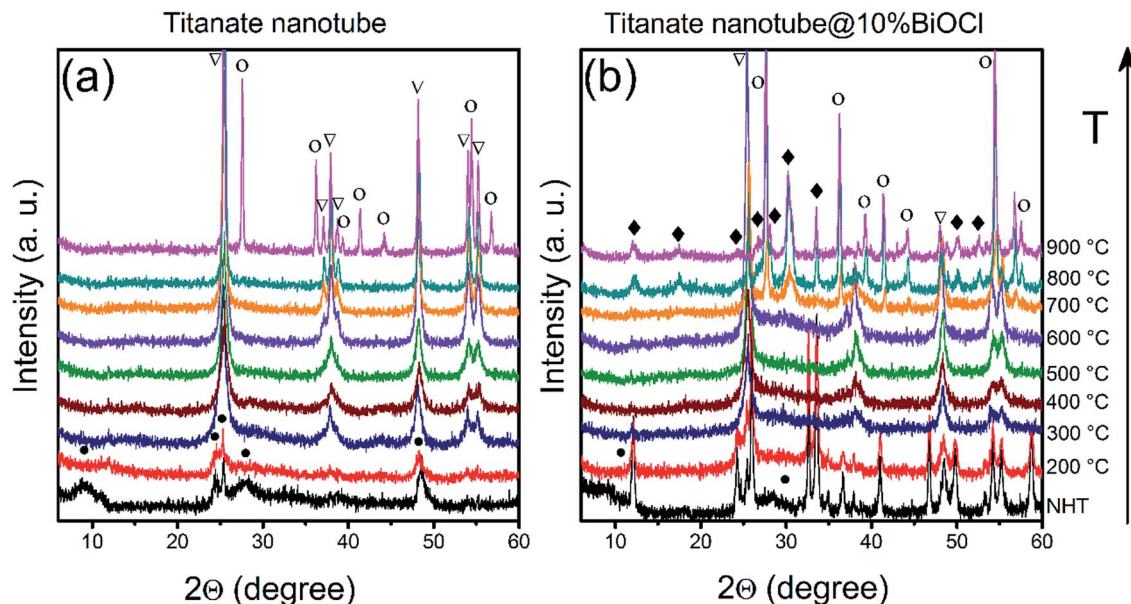 Titanate nanotube
Titanate nanotube@10%BiOCl
(a)
(b)
T
Intensity (a. u.)
Intensity (a. u.)
900 °C
800 °C
700 °C
600 °C
500 °C
400 °C
300 °C
200 °C
NHT
10 20 30 40 50 60
10 20 30 40 50 60
2Θ (degree)
2Θ (degree)